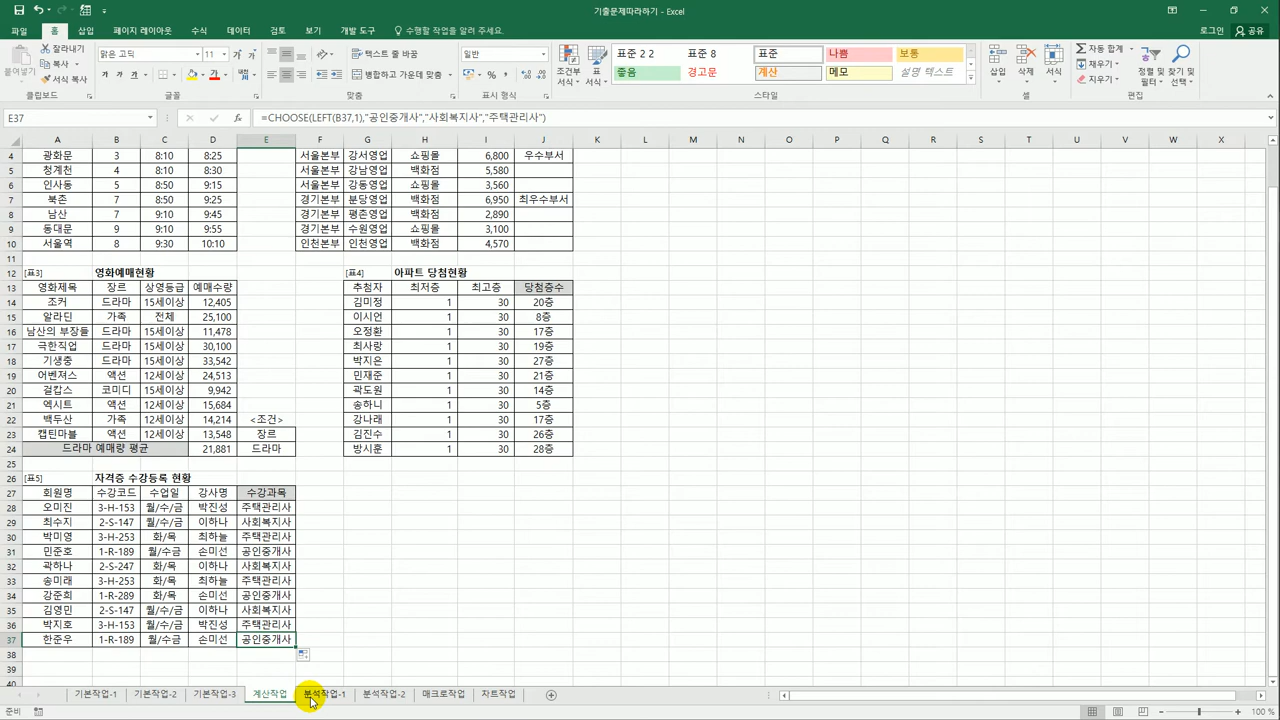 기출문제따라하기 - Excel
파일 홈 삽입 페이지 레이아웃 수식 데이터 검토 보기 개발 도구 수행할 작업을 알려 주세요. 로그인 공유
붙여넣기 잘라내기 복사 서식 복사 클립보드
맑은 고딕 11 글꼴
텍스트 줄 바꿈 병합하고 가운데 맞춤 맞춤
일반 표시 형식
조건부 서식 표 서식 표준 2 2 표준 8 표준 나쁨 보통
좋음 경고문 계산 메모 설명 텍스트 스타일
삽입 삭제 서식 셀
자동 합계 채우기 지우기 정렬 및 필터 찾기 및 선택 편집
E37 =CHOOSE(LEFT(B37,1),"공인중개사","사회복지사","주택관리사")
A B C D E F G H I J K L M N O P Q R S T U V W X
4 광화문 3 8:10 8:25 서울본부 강서영업 쇼핑몰 6,800 우수부서
5 청계천 4 8:10 8:30 서울본부 강남영업 백화점 5,580
6 인사동 5 8:50 9:15 서울본부 강동영업 쇼핑몰 3,560
7 북촌 7 8:50 9:25 경기본부 분당영업 백화점 6,950 최우수부서
8 남산 7 9:10 9:45 경기본부 평촌영업 백화점 2,890
9 동대문 9 9:10 9:55 경기본부 수원영업 쇼핑몰 3,100
10 서울역 8 9:30 10:10 인천본부 인천영업 백화점 4,570
11
12 [표3] 영화예매현황 [표4] 아파트 당첨현황
13 영화제목 장르 상영등급 예매수량 추첨자 최저층 최고층 당첨층수
14 조커 드라마 15세이상 12,405 김미정 1 30 20층
15 알라딘 가족 전체 25,100 이시언 1 30 8층
16 남산의 부장들 드라마 15세이상 11,478 오정환 1 30 17층
17 극한직업 드라마 15세이상 30,100 최사랑 1 30 19층
18 기생충 드라마 15세이상 33,542 박지은 1 30 27층
19 어벤져스 액션 12세이상 24,513 민재준 1 30 21층
20 걸캅스 코미디 15세이상 9,942 곽도원 1 30 14층
21 엑시트 액션 12세이상 15,684 송하니 1 30 5층
22 백두산 가족 12세이상 14,214 <조건> 강나래 1 30 17층
23 캡틴마블 액션 12세이상 13,548 장르 김진수 1 30 26층
24 드라마 예매량 평균 21,881 드라마 방시훈 1 30 28층
25
26 [표5] 자격증 수강등록 현황
27 회원명 수강코드 수업일 강사명 수강과목
28 오미진 3-H-153 월/수/금 박진성 주택관리사
29 최수지 2-S-147 월/수/금 이하나 사회복지사
30 박미영 3-H-253 화/목 최하늘 주택관리사
31 민준호 1-R-189 월/수금 손미선 공인중개사
32 곽하나 2-S-247 화/목 이하나 사회복지사
33 송미래 3-H-253 화/목 최하늘 주택관리사
34 강준희 1-R-289 화/목 손미선 공인중개사
35 김영민 2-S-147 월/수/금 이하나 사회복지사
36 박지호 3-H-153 월/수/금 박진성 주택관리사
37 한준우 1-R-189 월/수금 손미선 공인중개사
38
39
40
기본작업-1 기본작업-2 기본작업-3 계산작업 분석작업-1 분석작업-2 매크로작업 차트작업
준비 100 %